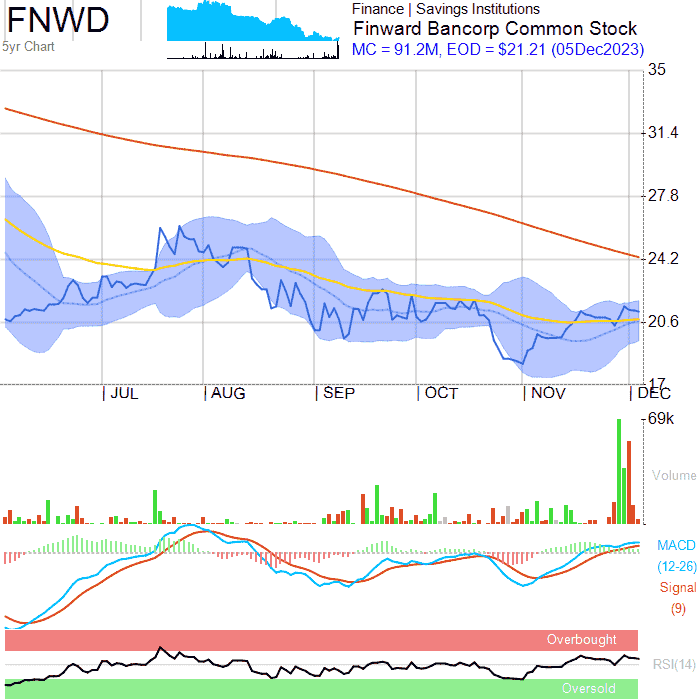 FNWD
5yr Chart
Finance | Savings Institutions
Finward Bancorp Common Stock
MC = 91.2M, EOD = $21.21 (05Dec2023)
35
31.4
27.8
24.2
20.6
17
| JUL | AUG | SEP | OCT | NOV | DEC
69k
Volume
MACD
(12-26)
Signal
(9)
Overbought
RSI(14)
Oversold